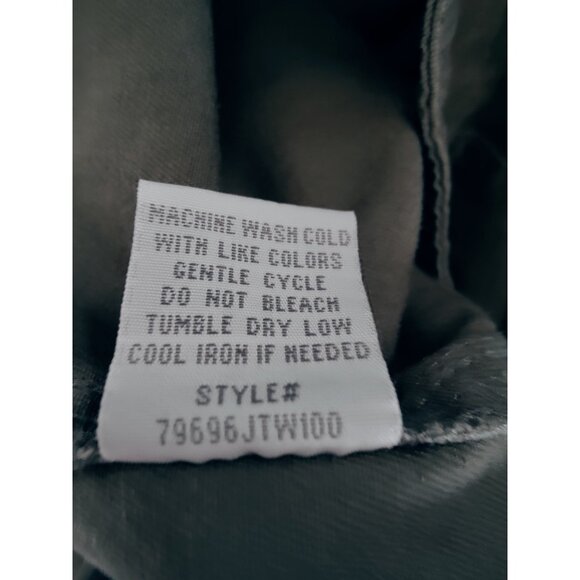 MACHINE WASH COLD
WITH LIKE COLORS
GENTLE CYCLE
DO NOT BLEACH
TUMBLE DRY LOW
COOL IRON IF NEEDED
STYLE#
79696JTW100